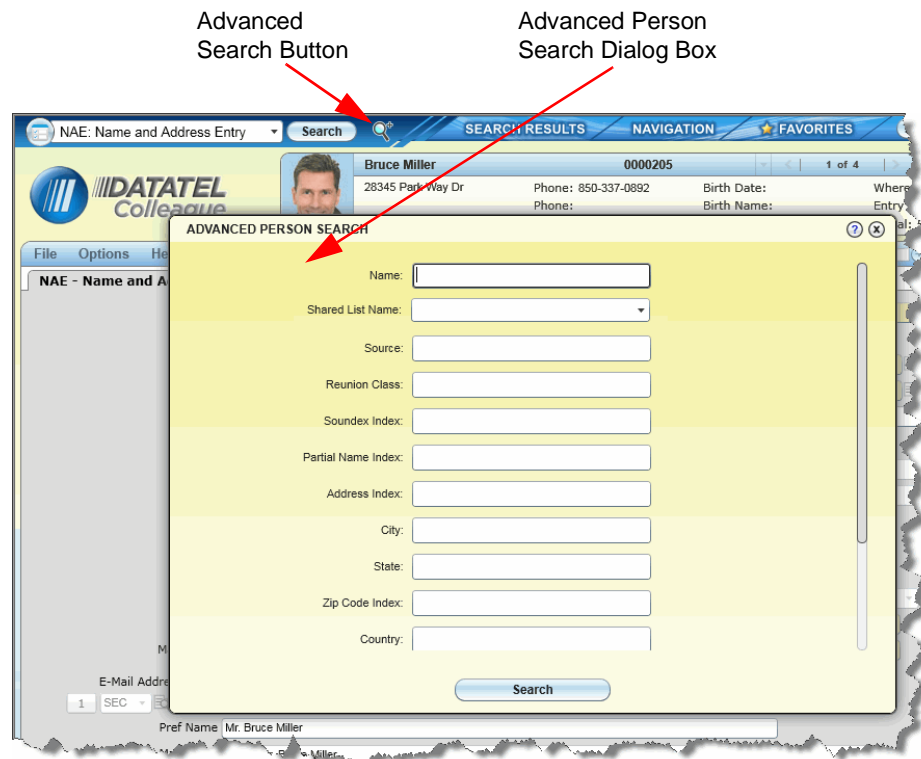 Advanced
Search Button
Advanced Person
Search Dialog Box
NAE: Name and Address Entry
Search
SEARCH RESULTS
NAVIGATION
FAVORITES
Bruce Miller 0000205 1 of 4
28345 Park Way Dr Phone: 850-337-0892 Birth Date: Where
Phone: Birth Name: Entry
DATATEL
Colleague
ADVANCED PERSON SEARCH
File Options He
NAE - Name and A
Name:
Shared List Name:
Source:
Reunion Class:
Soundex Index:
Partial Name Index:
Address Index:
City:
State:
Zip Code Index:
Country:
M
E-Mail Addre
Search
1 SEC
Pref Name Mr. Bruce Miller